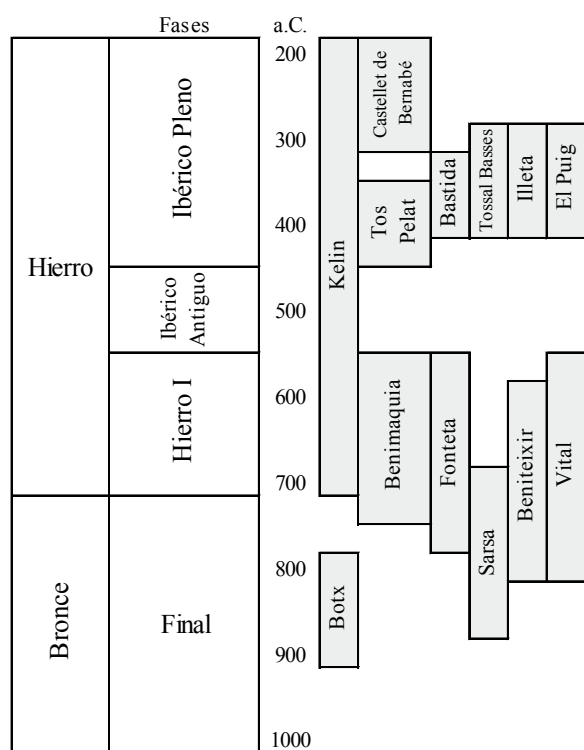 Fases
a.C.
Hierro
Bronce
Ibérico Pleno
Ibérico
Antiguo
Hierro I
Final
200
300
400
500
600
700
800
900
1000
Kelin
Botx
Castellet de
Bernabé
Tos
Pelat
Benimaquia
Bastida
Fonteta
Tossal Basses
Sarsa
Illeta
Beniteixir
El Puig
Vital